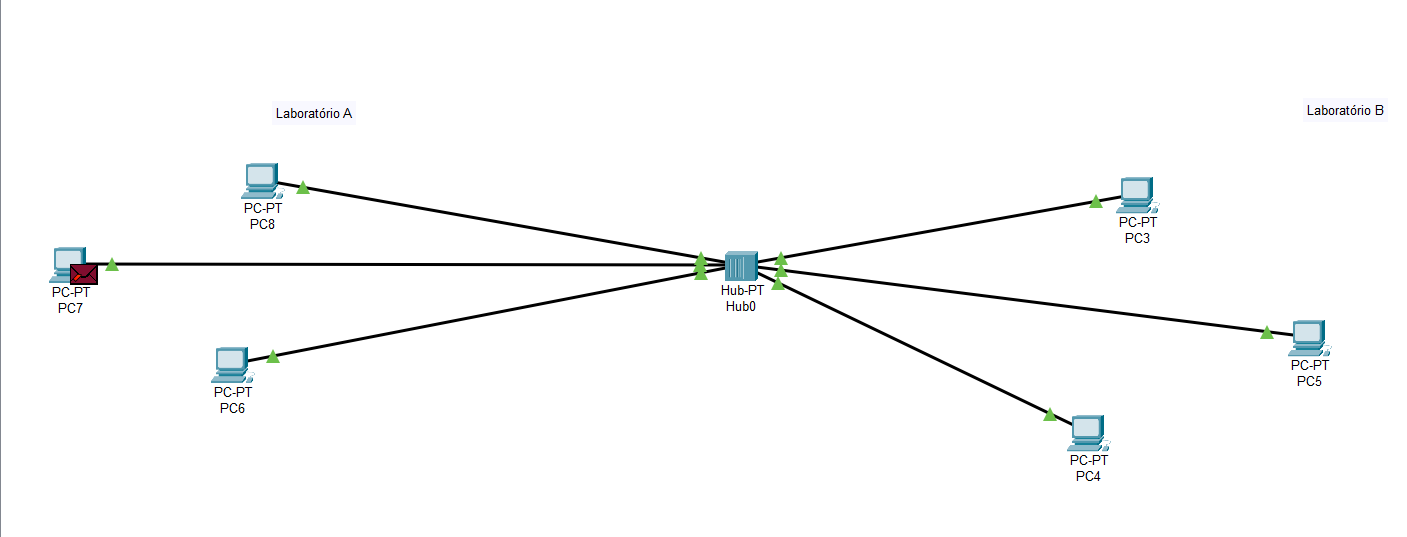 Laboratório A
Laboratório B
PC-PT
PC8
PC-PT
PC3
PC-PT
PC7
Hub-PT
Hub0
PC-PT
PC6
PC-PT
PC5
PC-PT
PC4